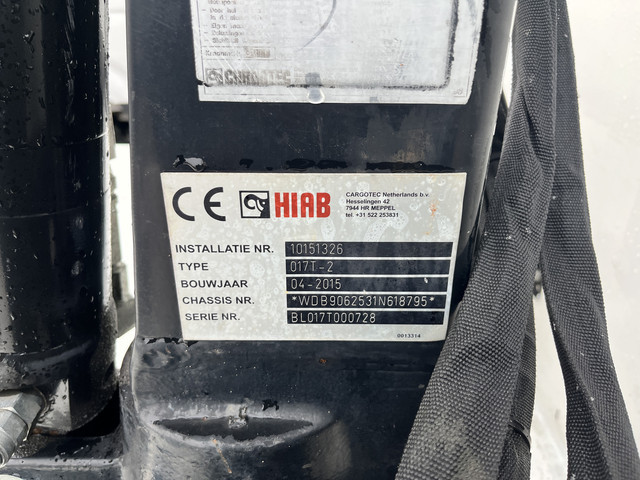 CARGOTEC
CE HIAB
CARGOTEC Netherlands b.v.
Hesselingen 42
7944 HR MEPPEL
tel. +31 522 253831
INSTALLATIE NR. 10151326
TYPE 017T-2
BOUWJAAR 04-2015
CHASSIS NR. *WDB9062531N618795*
SERIE NR. BL017T000728
0013314